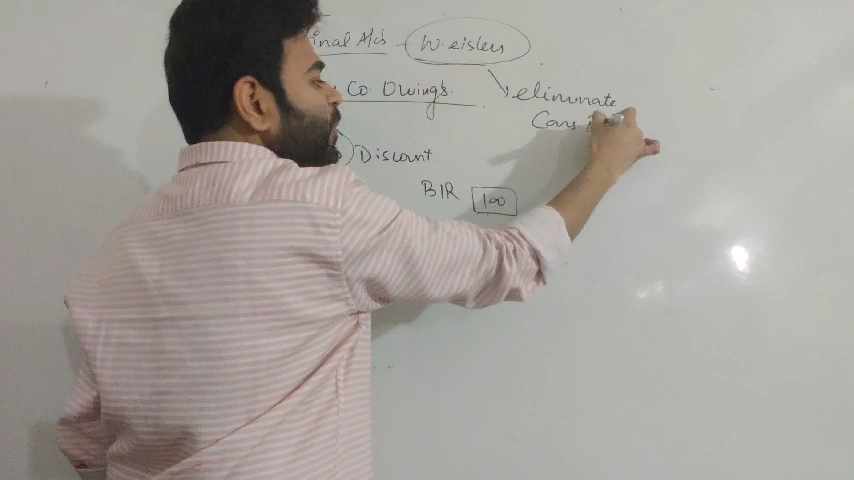 inal A/cs - W. eislers
Co Owings
eliminate
Cons
Discount
BIR 100